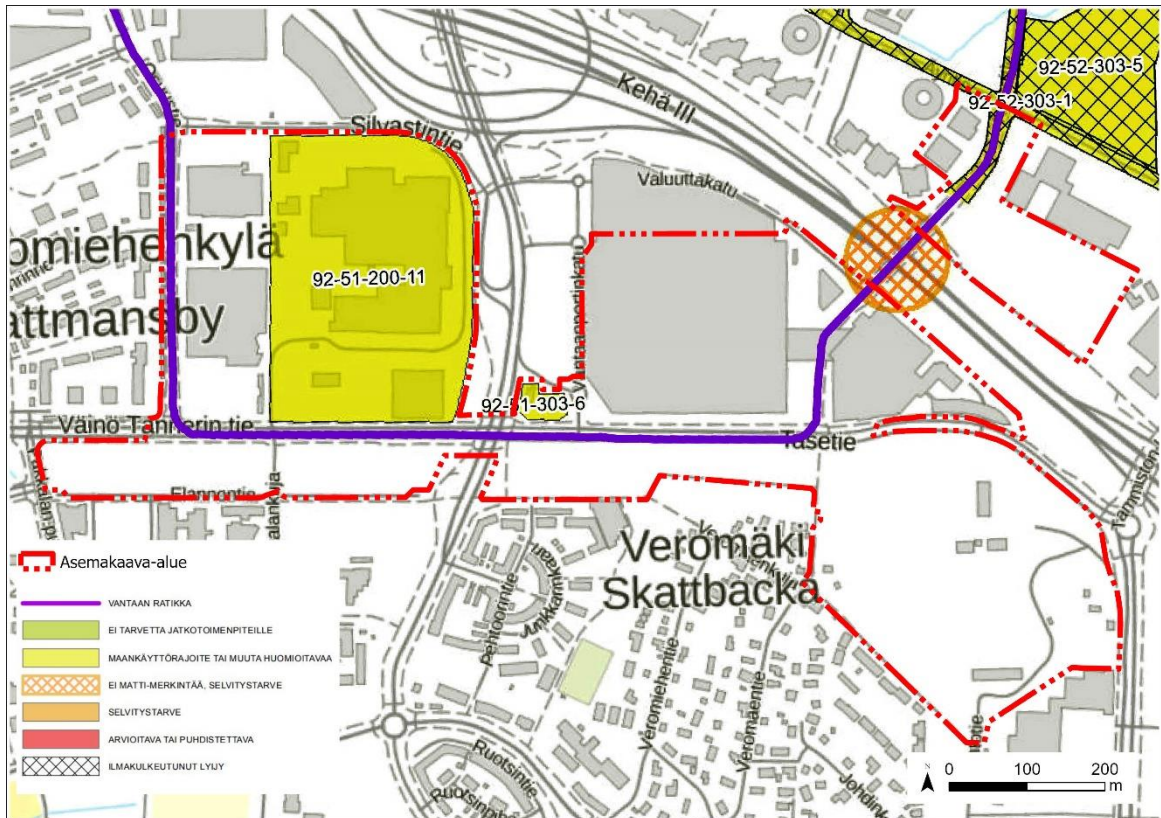 92-52-303-5
92-52-303-1
Kehä III
Silvastintie
Valuuttakatu
omiehenkylä
attmansby
92-51-200-11
Vantaanportinkatu
92-51-303-6
Väinö Tannerin tie
Tasetie
Elannontie
alankuja
Veromäki
Skattbacka
Pehtoorintie
Junkkarinkaari
Veromiehentie
Veromäentie
Ruotsintie
Asemakaava-alue
VANTAAN RATIKKA
EI TARVETTA JATKOTOIMENPITEILLE
MAANKÄYTTÖRAJOITE TAI MUUTA HUOMIOITAVAA
EI MATTI-MERKINTÄÄ, SELVITYSTARVE
SELVITYSTARVE
ARVIOITAVA TAI PUHDISTETTAVA
ILMAKULKEUTUNUT LYIJY
N
0 100 200
m